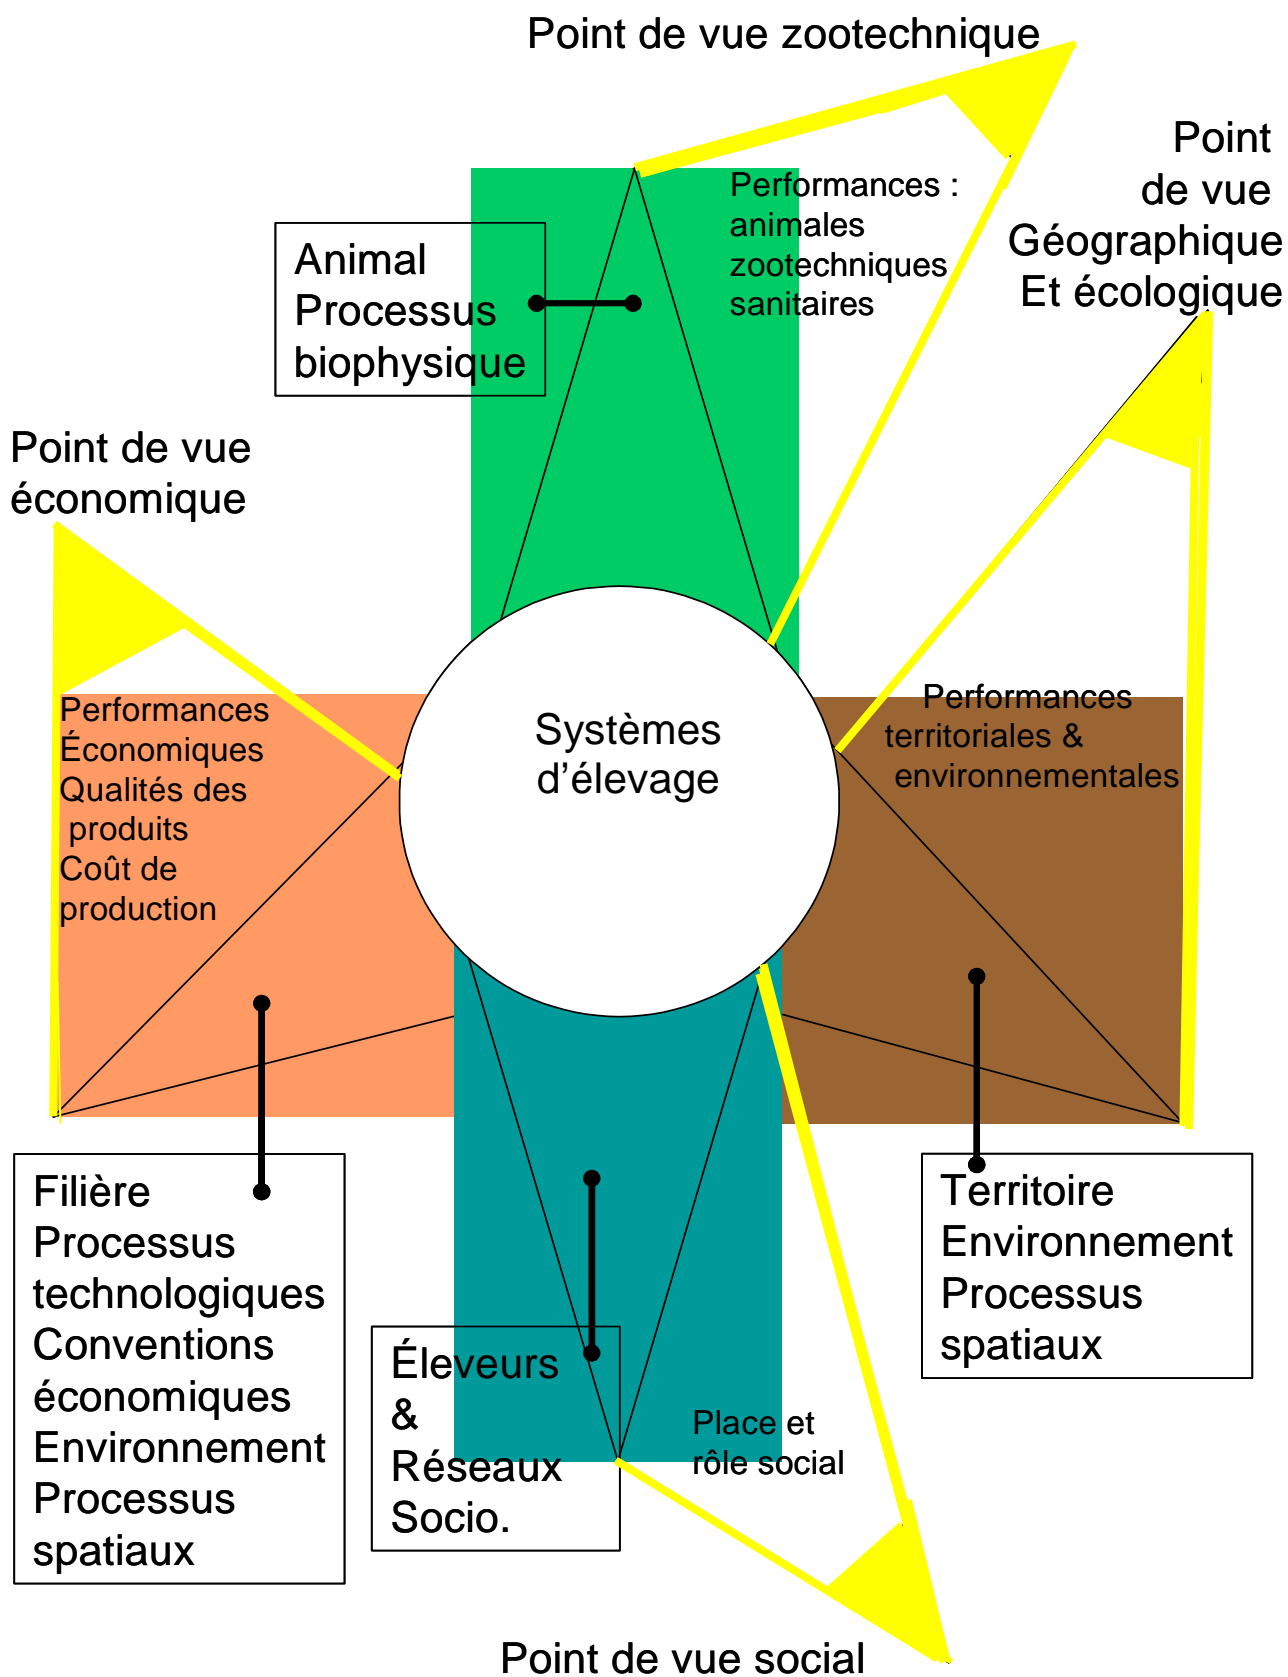 Point de vue zootechnique
Point
de vue
Géographique
Et écologique
Performances :
animales
zootechniques
sanitaires
Animal
Processus
biophysique
Point de vue
économique
Performances
Économiques
Qualités des
produits
Coût de
production
Systèmes
d’élevage
Performances
territoriales &
environnementales
Filière
Processus
technologiques
Conventions
économiques
Environnement
Processus
spatiaux
Éleveurs
&
Réseaux
Socio.
Place et
rôle social
Territoire
Environnement
Processus
spatiaux
Point de vue social